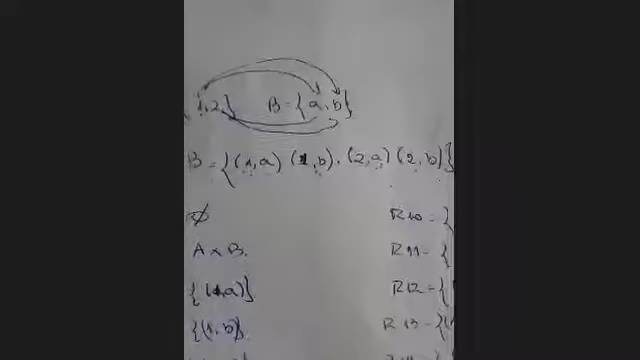 1,2} B={a,b}
B={(1,a) (1,b), (2,a) (2,b)}
∅ R10={
A×B. R11={
{(1,a)} R12={
{(1,b)} R13={(